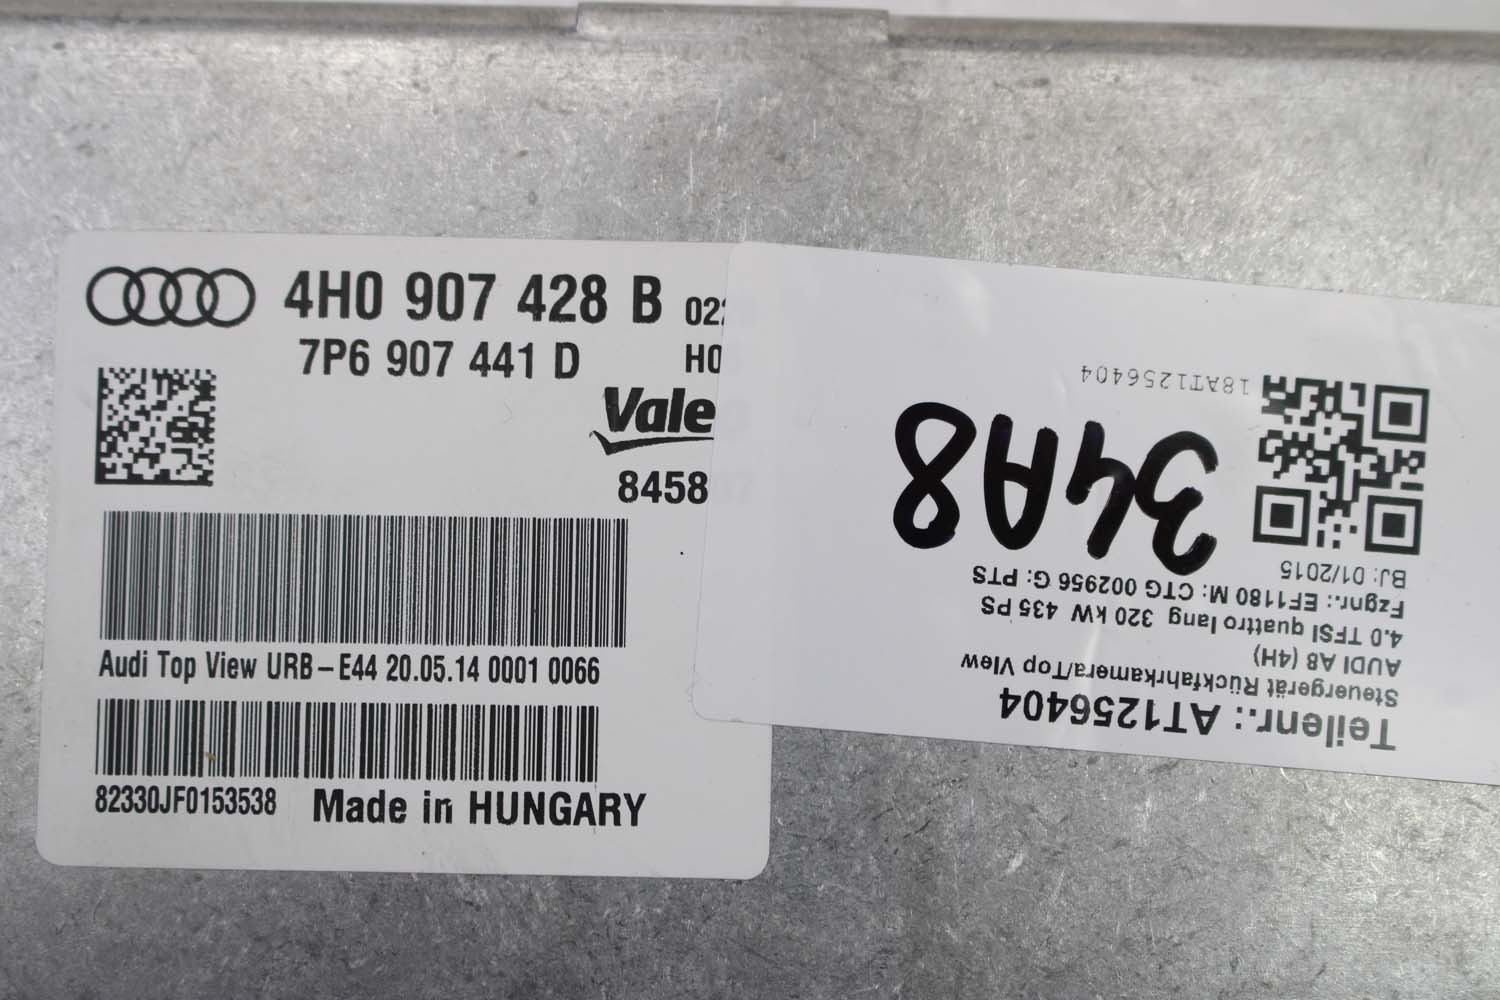 4H0 907 428 B 02
7P6 907 441 D H0
Vale
8458
Audi Top View URB-E44 20.05.14 0001 0066
82330JF0153538 Made in HUNGARY
Teilenr.: AT1256404
Steuergerät Rückfahrkamera/Top View
AUDI A8 (4H)
4.0 TFSI quattro lang 320 kW 435 PS
Fzgnr.: EF1180 M: CTG 002956 G: PTS
BJ: 01/2015
34A8
18AT1256404